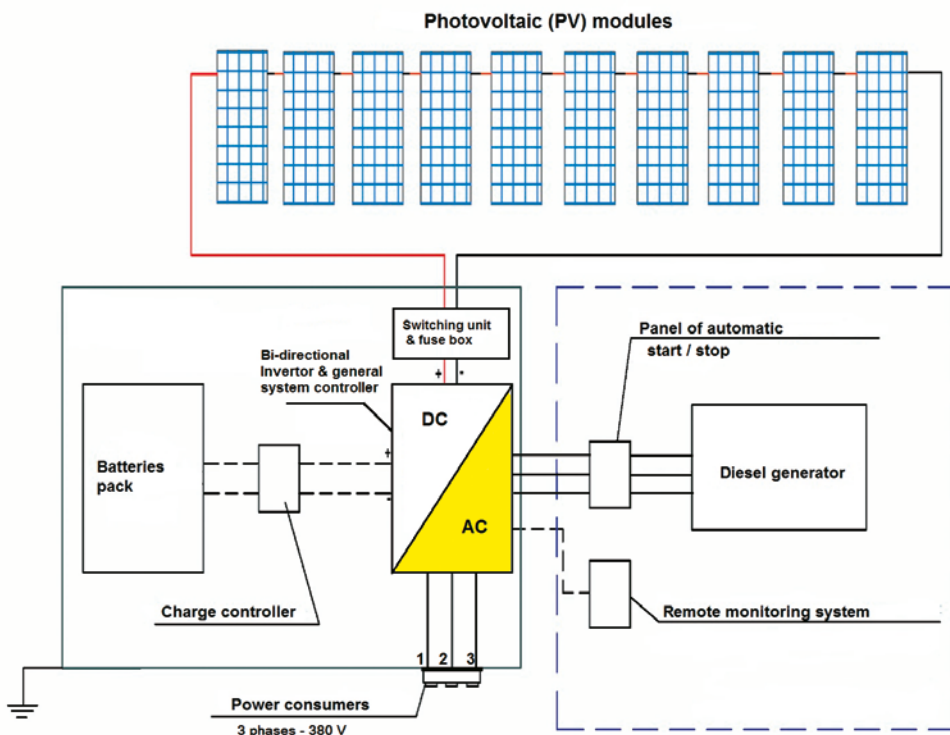 Photovoltaic (PV) modules
Switching unit
& fuse box
Panel of automatic
start / stop
Bi-directional
Invertor & general
system controller
+ -
DC
Batteries
pack
+
-
Diesel generator
AC
Charge controller
Remote monitoring system
1 2 3
Power consumers
3 phases - 380 V